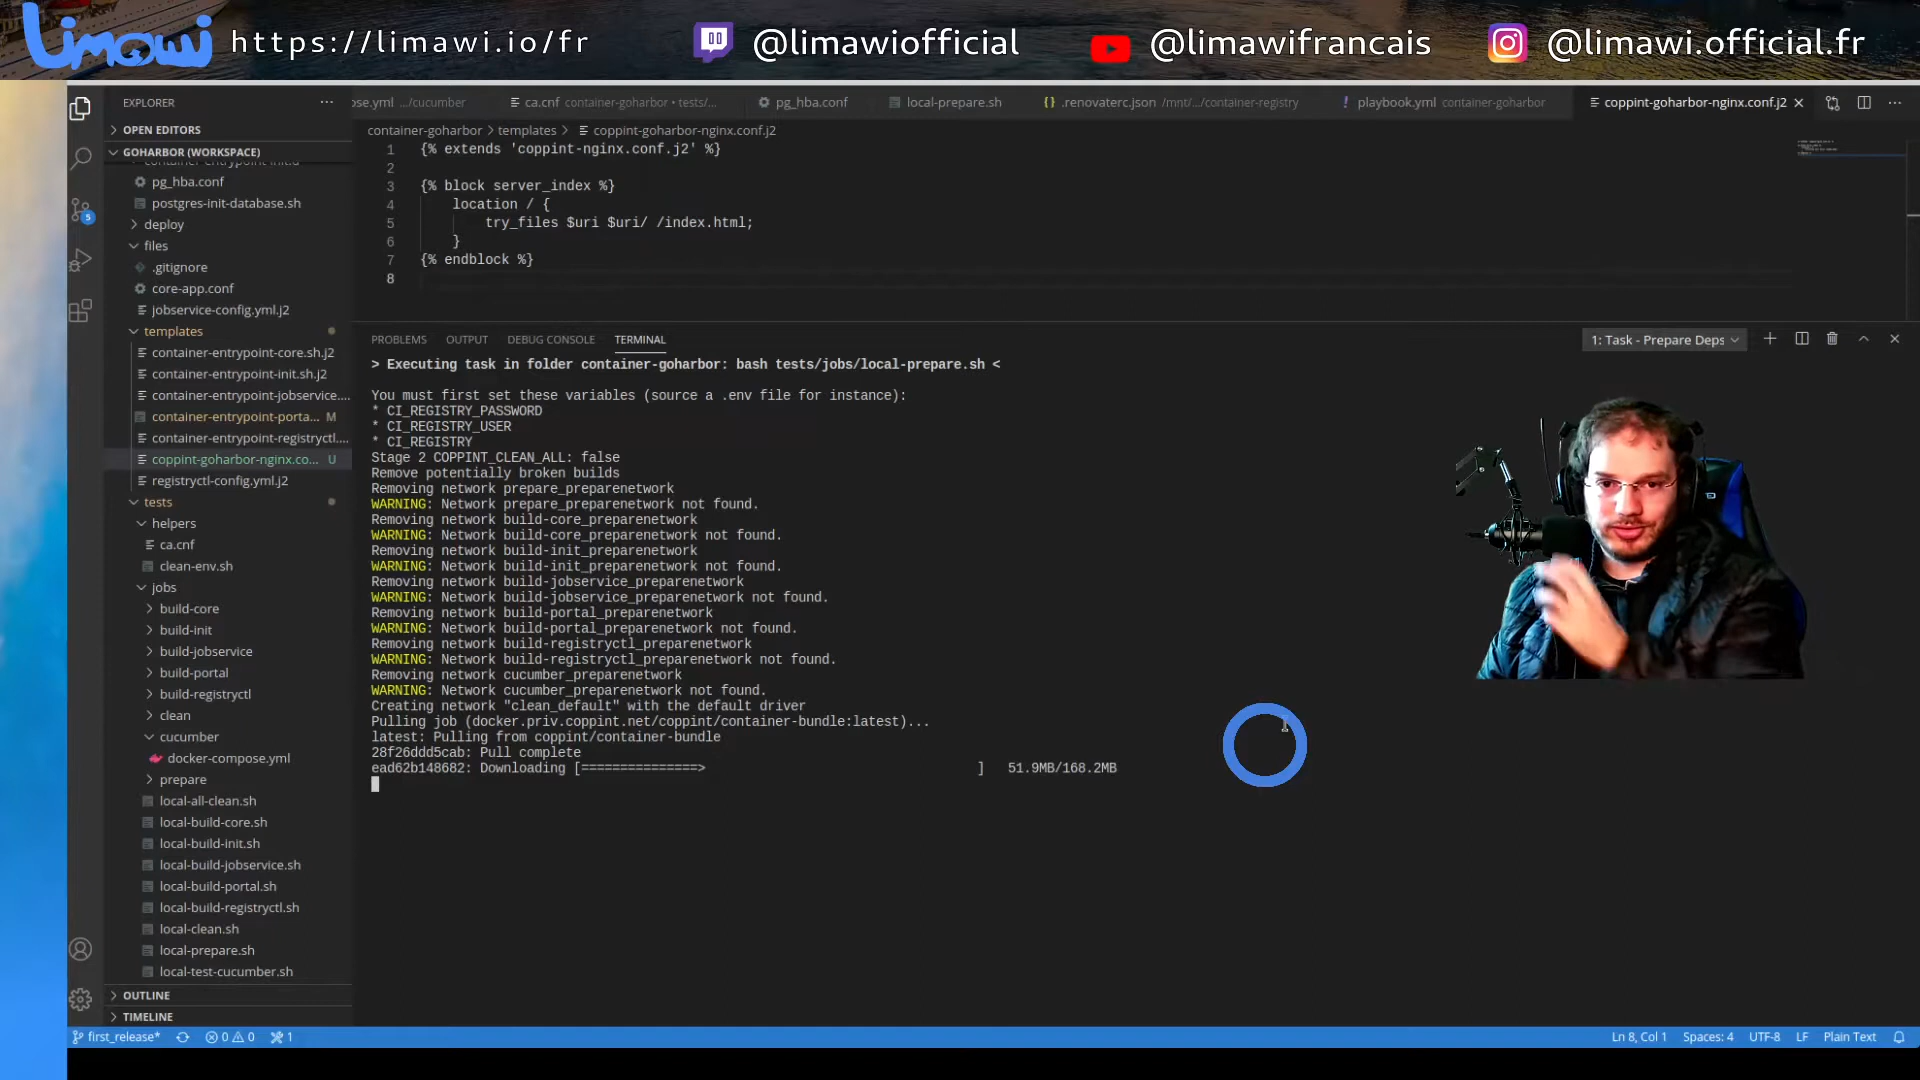 Limawi https://limawi.io/fr @limawiofficial @limawifrancais @limawi.official.fr
EXPLORER ···
ose.yml .../cucumber ca.cnf container-goharbor • tests/... pg_hba.conf local-prepare.sh {} .renovaterc.json /mnt/.../container-registry ! playbook.yml container-goharbor coppint-goharbor-nginx.conf.j2
OPEN EDITORS
GOHARBOR (WORKSPACE)
container-entrypoint-init.d
pg_hba.conf
postgres-init-database.sh
deploy
files
.gitignore
core-app.conf
jobservice-config.yml.j2
templates
container-entrypoint-core.sh.j2
container-entrypoint-init.sh.j2
container-entrypoint-jobservice....
container-entrypoint-porta... M
container-entrypoint-registryctl....
coppint-goharbor-nginx.co... U
registryctl-config.yml.j2
tests
helpers
ca.cnf
clean-env.sh
jobs
build-core
build-init
build-jobservice
build-portal
build-registryctl
clean
cucumber
docker-compose.yml
prepare
local-all-clean.sh
local-build-core.sh
local-build-init.sh
local-build-jobservice.sh
local-build-portal.sh
local-build-registryctl.sh
local-clean.sh
local-prepare.sh
local-test-cucumber.sh
OUTLINE
TIMELINE
5
container-goharbor > templates > coppint-goharbor-nginx.conf.j2
1 {% extends 'coppint-nginx.conf.j2' %}
2
3 {% block server_index %}
4 location / {
5 try_files $uri $uri/ /index.html;
6 }
7 {% endblock %}
8
PROBLEMS OUTPUT DEBUG CONSOLE TERMINAL 1: Task - Prepare Deps
> Executing task in folder container-goharbor: bash tests/jobs/local-prepare.sh <
You must first set these variables (source a .env file for instance):
* CI_REGISTRY_PASSWORD
* CI_REGISTRY_USER
* CI_REGISTRY
Stage 2 COPPINT_CLEAN_ALL: false
Remove potentially broken builds
Removing network prepare_preparenetwork
WARNING: Network prepare_preparenetwork not found.
Removing network build-core_preparenetwork
WARNING: Network build-core_preparenetwork not found.
Removing network build-init_preparenetwork
WARNING: Network build-init_preparenetwork not found.
Removing network build-jobservice_preparenetwork
WARNING: Network build-jobservice_preparenetwork not found.
Removing network build-portal_preparenetwork
WARNING: Network build-portal_preparenetwork not found.
Removing network build-registryctl_preparenetwork
WARNING: Network build-registryctl_preparenetwork not found.
Removing network cucumber_preparenetwork
WARNING: Network cucumber_preparenetwork not found.
Creating network "clean_default" with the default driver
Pulling job (docker.priv.coppint.net/coppint/container-bundle:latest)...
latest: Pulling from coppint/container-bundle
28f26ddd5cab: Pull complete
ead62b148682: Downloading [===============> ] 51.9MB/168.2MB
first_release* 0 0 1 Ln 8, Col 1 Spaces: 4 UTF-8 LF Plain Text